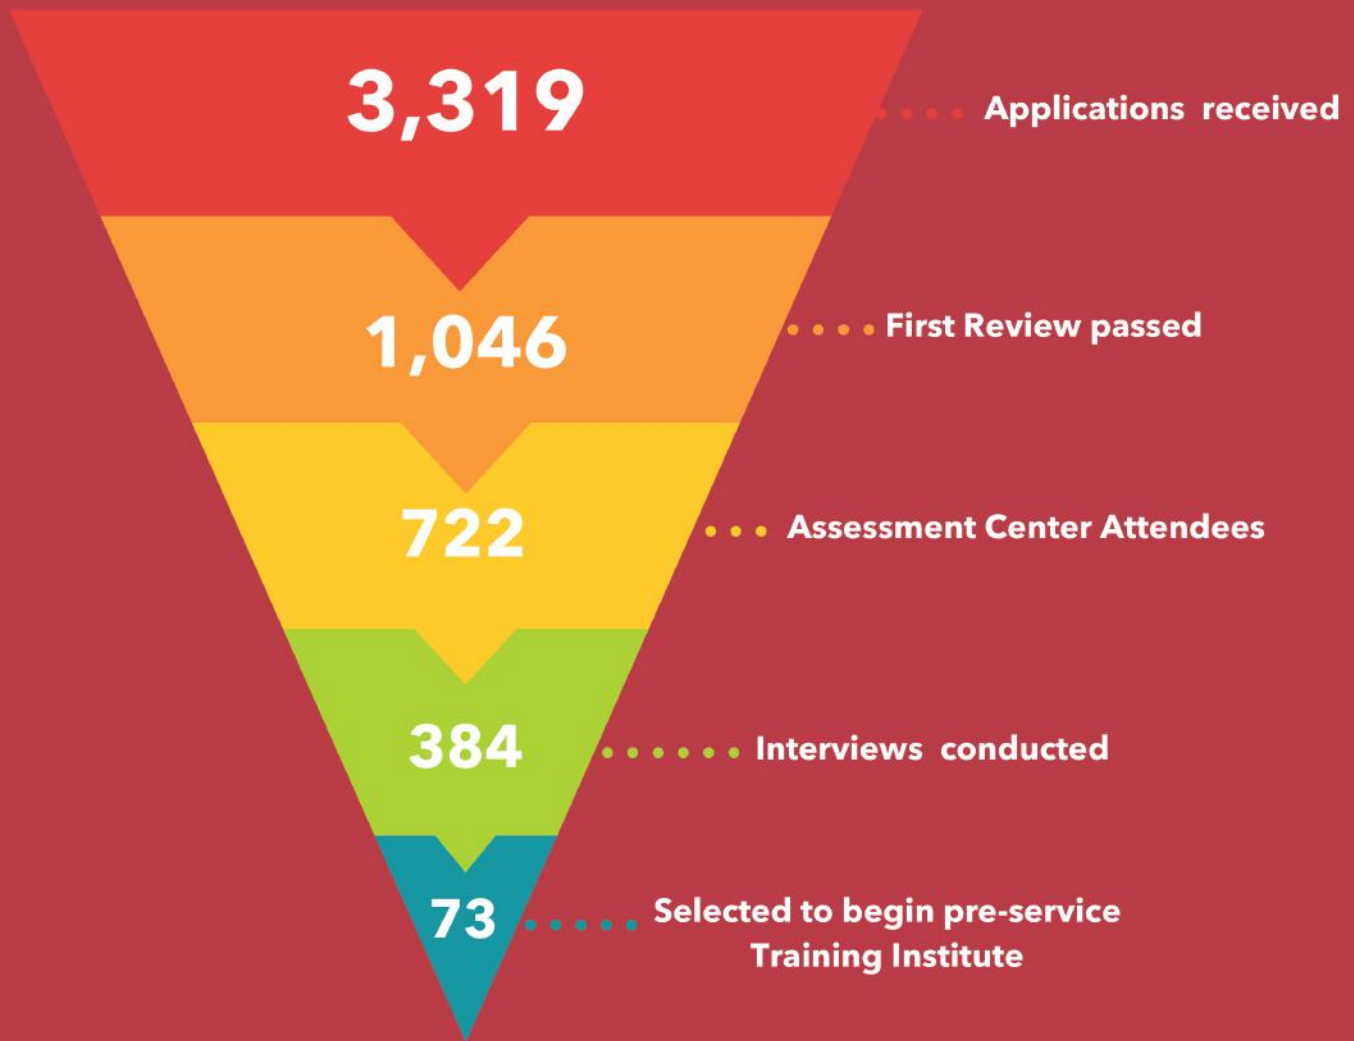 3,319
Applications received
1,046
First Review passed
722
Assessment Center Attendees
384
Interviews conducted
73
Selected to begin pre-service
Training Institute